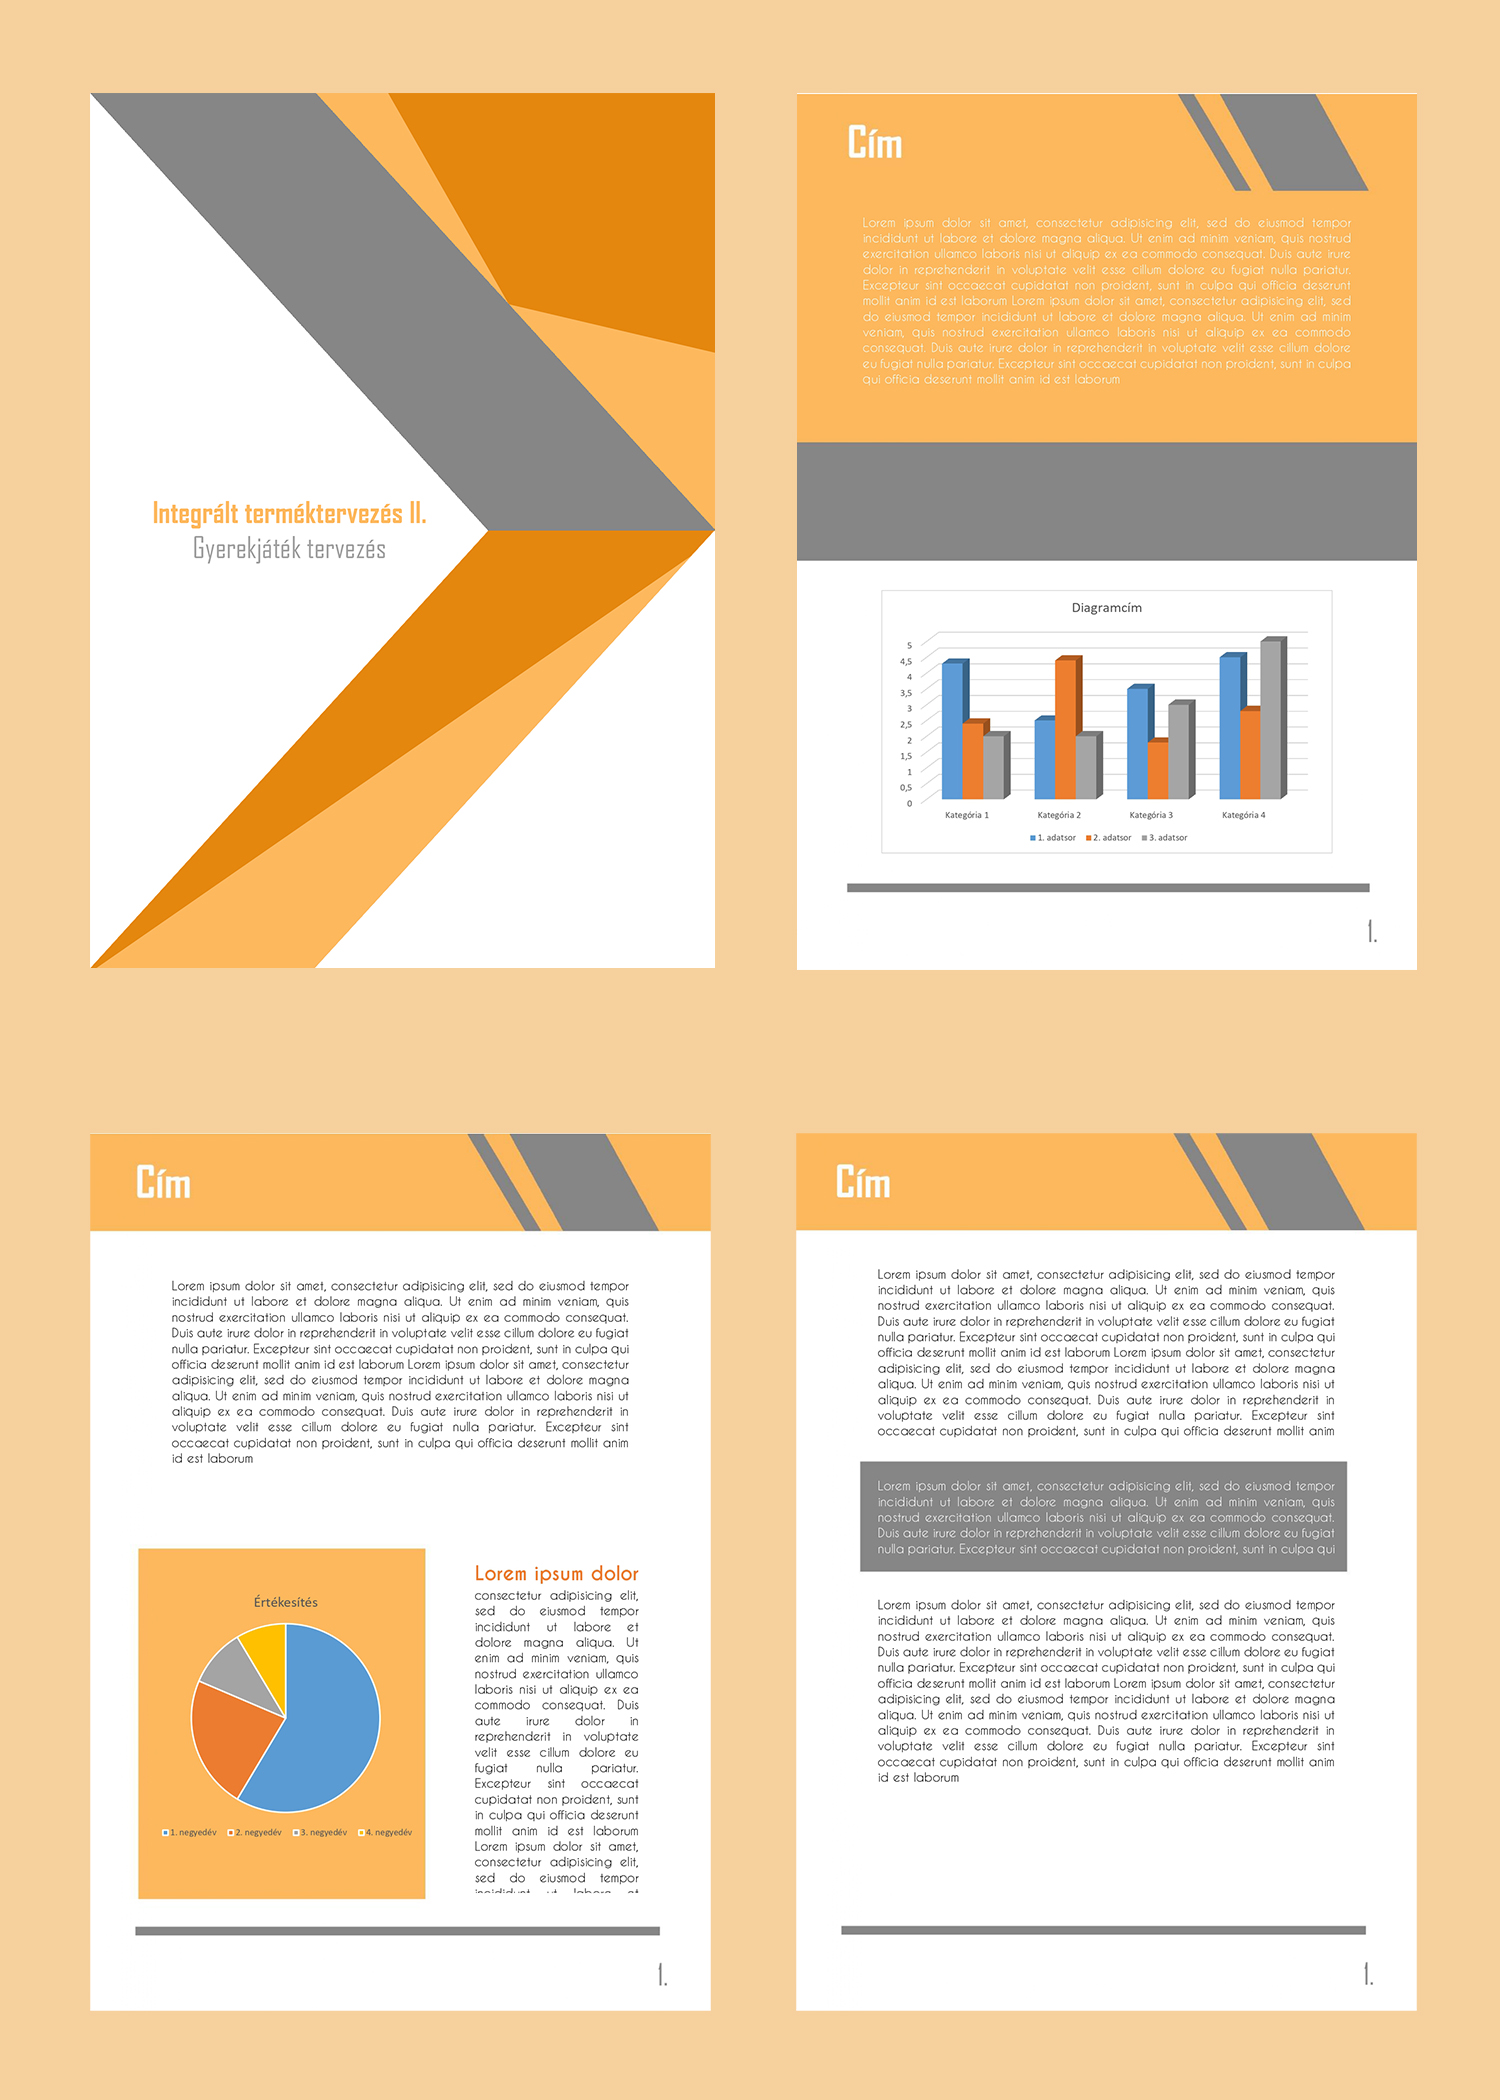 Integrált terméktervezés II.
Gyerekjáték tervezés
Cím
Lorem ipsum dolor sit amet, consectetur adipisicing elit, sed do eiusmod tempor
incididunt ut labore et dolore magna aliqua. Ut enim ad minim veniam, quis nostrud
exercitation ullamco laboris nisi ut aliquip ex ea commodo consequat. Duis aute irure
dolor in reprehenderit in voluptate velit esse cillum dolore eu fugiat nulla pariatur.
Excepteur sint occaecat cupidatat non proident, sunt in culpa qui officia deserunt
mollit anim id est laborum Lorem ipsum dolor sit amet, consectetur adipisicing elit, sed
do eiusmod tempor incididunt ut labore et dolore magna aliqua. Ut enim ad minim
veniam, quis nostrud exercitation ullamco laboris nisi ut aliquip ex ea commodo
consequat. Duis aute irure dolor in reprehenderit in voluptate velit esse cillum dolore
eu fugiat nulla pariatur. Excepteur sint occaecat cupidatat non proident, sunt in culpa
qui officia deserunt mollit anim id est laborum
Diagramcím
5
4,5
4
3,5
3
2,5
2
1,5
1
0,5
0
Kategória 1 Kategória 2 Kategória 3 Kategória 4
1. adatsor 2. adatsor 3. adatsor
1.
Cím
Lorem ipsum dolor sit amet, consectetur adipisicing elit, sed do eiusmod tempor
incididunt ut labore et dolore magna aliqua. Ut enim ad minim veniam, quis
nostrud exercitation ullamco laboris nisi ut aliquip ex ea commodo consequat.
Duis aute irure dolor in reprehenderit in voluptate velit esse cillum dolore eu fugiat
nulla pariatur. Excepteur sint occaecat cupidatat non proident, sunt in culpa qui
officia deserunt mollit anim id est laborum Lorem ipsum dolor sit amet, consectetur
adipisicing elit, sed do eiusmod tempor incididunt ut labore et dolore magna
aliqua. Ut enim ad minim veniam, quis nostrud exercitation ullamco laboris nisi ut
aliquip ex ea commodo consequat. Duis aute irure dolor in reprehenderit in
voluptate velit esse cillum dolore eu fugiat nulla pariatur. Excepteur sint
occaecat cupidatat non proident, sunt in culpa qui officia deserunt mollit anim
id est laborum
Értékesítés
1. negyedév 2. negyedév 3. negyedév 4. negyedév
Lorem ipsum dolor
consectetur adipisicing elit,
sed do eiusmod tempor
incididunt ut labore et
dolore magna aliqua. Ut
enim ad minim veniam, quis
nostrud exercitation ullamco
laboris nisi ut aliquip ex ea
commodo consequat. Duis
aute irure dolor in
reprehenderit in voluptate
velit esse cillum dolore eu
fugiat nulla pariatur.
Excepteur sint occaecat
cupidatat non proident, sunt
in culpa qui officia deserunt
mollit anim id est laborum
Lorem ipsum dolor sit amet,
consectetur adipisicing elit,
sed do eiusmod tempor
incididunt ut labore et
1.
Cím
Lorem ipsum dolor sit amet, consectetur adipisicing elit, sed do eiusmod tempor
incididunt ut labore et dolore magna aliqua. Ut enim ad minim veniam, quis
nostrud exercitation ullamco laboris nisi ut aliquip ex ea commodo consequat.
Duis aute irure dolor in reprehenderit in voluptate velit esse cillum dolore eu fugiat
nulla pariatur. Excepteur sint occaecat cupidatat non proident, sunt in culpa qui
officia deserunt mollit anim id est laborum Lorem ipsum dolor sit amet, consectetur
adipisicing elit, sed do eiusmod tempor incididunt ut labore et dolore magna
aliqua. Ut enim ad minim veniam, quis nostrud exercitation ullamco laboris nisi ut
aliquip ex ea commodo consequat. Duis aute irure dolor in reprehenderit in
voluptate velit esse cillum dolore eu fugiat nulla pariatur. Excepteur sint
occaecat cupidatat non proident, sunt in culpa qui officia deserunt mollit anim
Lorem ipsum dolor sit amet, consectetur adipisicing elit, sed do eiusmod tempor
incididunt ut labore et dolore magna aliqua. Ut enim ad minim veniam, quis
nostrud exercitation ullamco laboris nisi ut aliquip ex ea commodo consequat.
Duis aute irure dolor in reprehenderit in voluptate velit esse cillum dolore eu fugiat
nulla pariatur. Excepteur sint occaecat cupidatat non proident, sunt in culpa qui
Lorem ipsum dolor sit amet, consectetur adipisicing elit, sed do eiusmod tempor
incididunt ut labore et dolore magna aliqua. Ut enim ad minim veniam, quis
nostrud exercitation ullamco laboris nisi ut aliquip ex ea commodo consequat.
Duis aute irure dolor in reprehenderit in voluptate velit esse cillum dolore eu fugiat
nulla pariatur. Excepteur sint occaecat cupidatat non proident, sunt in culpa qui
officia deserunt mollit anim id est laborum Lorem ipsum dolor sit amet, consectetur
adipisicing elit, sed do eiusmod tempor incididunt ut labore et dolore magna
aliqua. Ut enim ad minim veniam, quis nostrud exercitation ullamco laboris nisi ut
aliquip ex ea commodo consequat. Duis aute irure dolor in reprehenderit in
voluptate velit esse cillum dolore eu fugiat nulla pariatur. Excepteur sint
occaecat cupidatat non proident, sunt in culpa qui officia deserunt mollit anim
id est laborum
1.